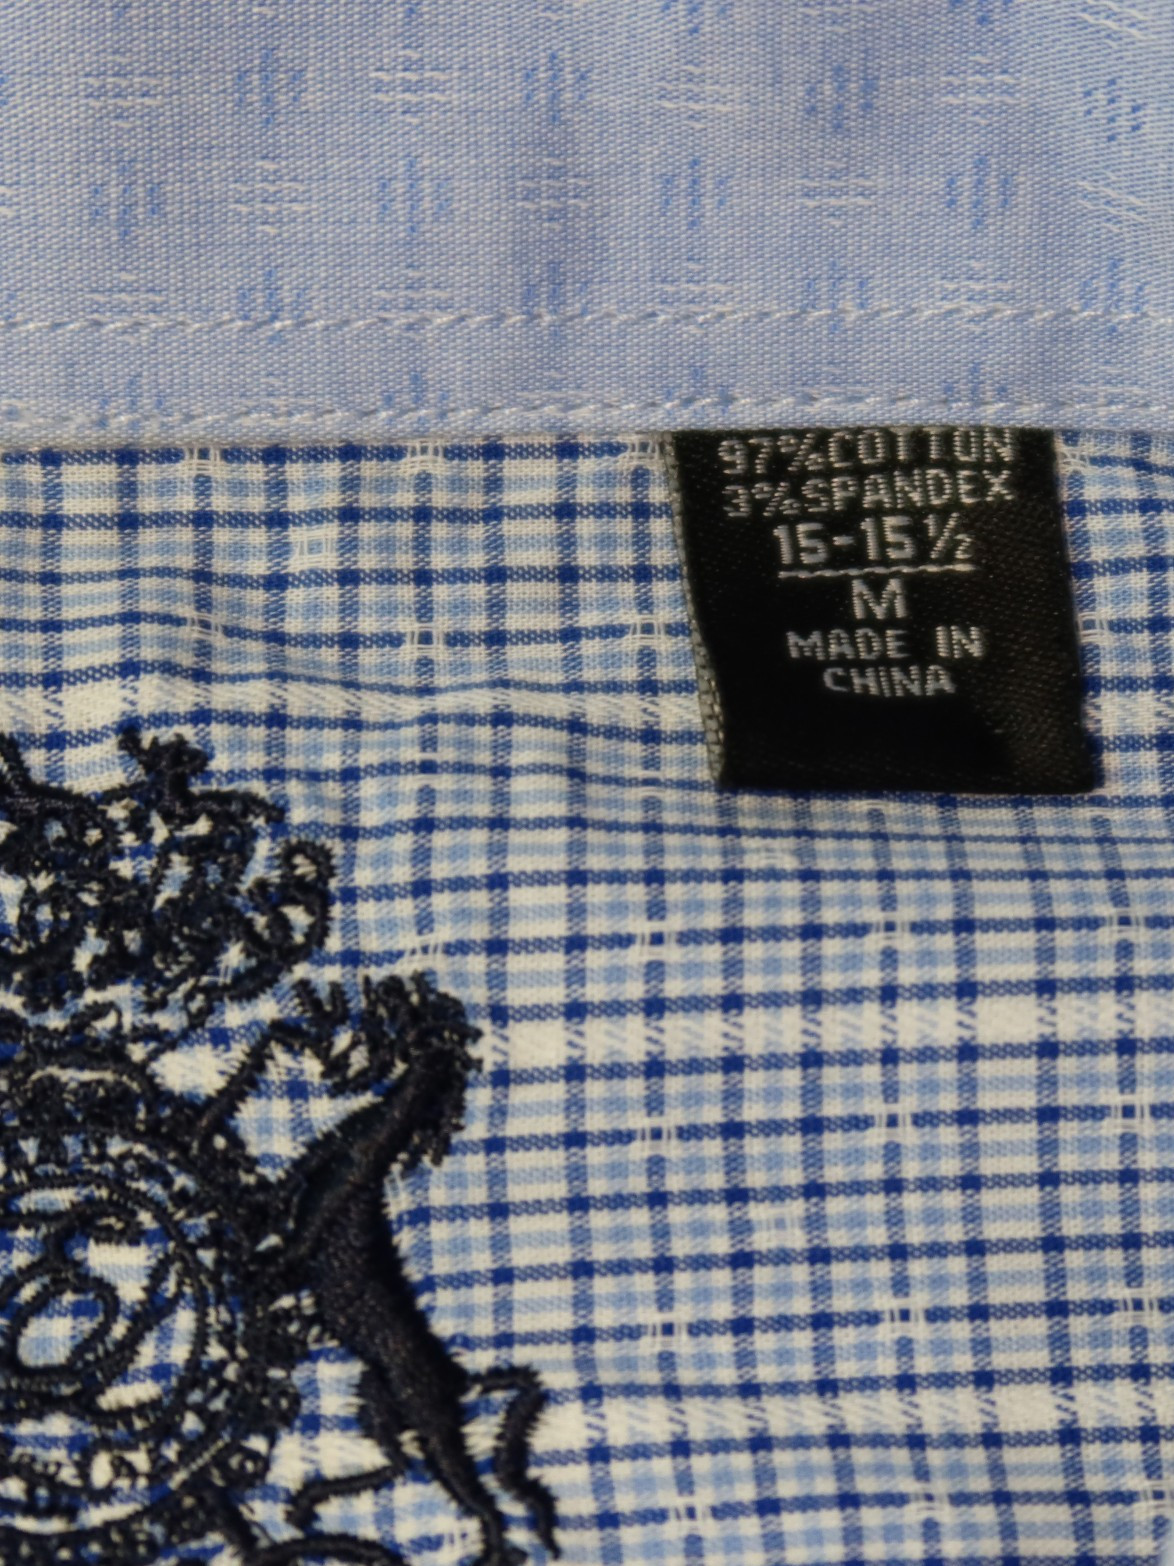 97%COTTON
3%SPANDEX
15-15½
M
MADE IN
CHINA